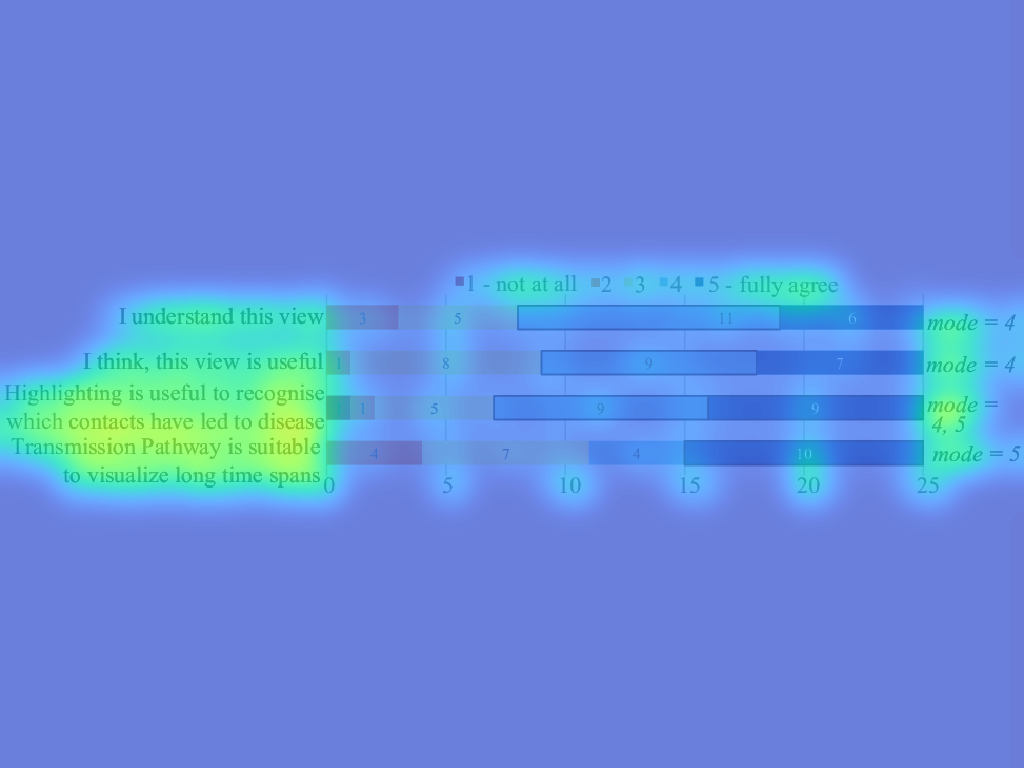 1 - not at all 2 3 4 5 - fully agree
I understand this view 3 5 11 6 mode = 4
I think, this view is useful 1 8 9 7 mode = 4
Highlighting is useful to recognise
which contacts have led to disease 1 5 9 9 mode =
4, 5
Transmission Pathway is suitable
to visualize long time spans 4 7 4 10 mode = 5
0 5 10 15 20 25